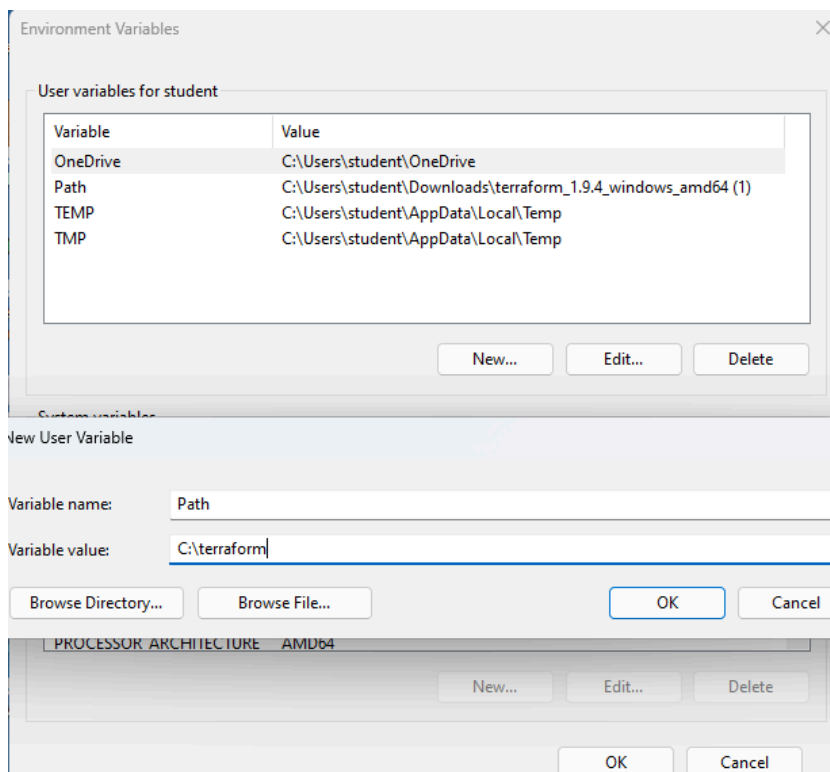 Environment Variables
User variables for student
Variable Value
OneDrive C:\Users\student\OneDrive
Path C:\Users\student\Downloads\terraform_1.9.4_windows_amd64 (1)
TEMP C:\Users\student\AppData\Local\Temp
TMP C:\Users\student\AppData\Local\Temp
New... Edit... Delete
System variables
New User Variable
Variable name: Path
Variable value: C:\terraform
Browse Directory... Browse File... OK Cancel
PROCESSOR_ARCHITECTURE AMD64
New... Edit... Delete
OK Cancel